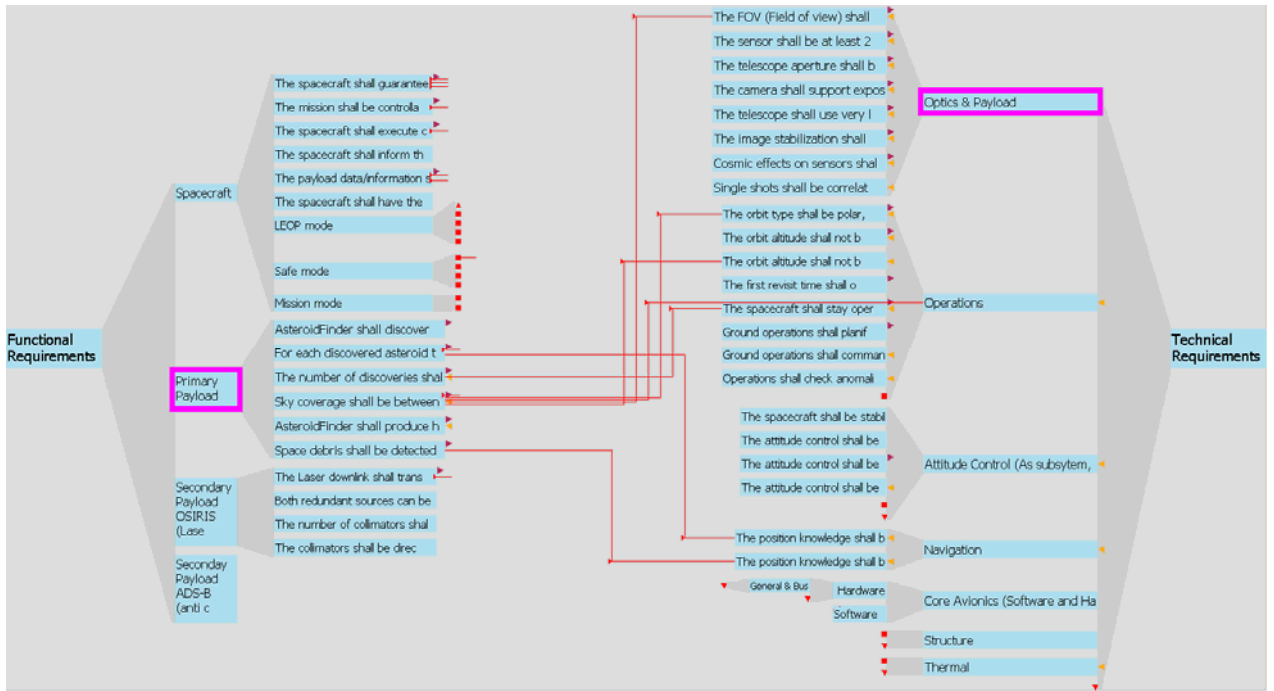 Functional
Requirements
Spacecraft
The spacecraft shall guarantee
The mission shall be controlla
The spacecraft shall execute c
The spacecraft shall inform th
The payload data/information s
The spacecraft shall have the
LEOP mode
Safe mode
Mission mode
Primary
Payload
AsteroidFinder shall discover
For each discovered asteroid t
The number of discoveries shal
Sky coverage shall be between
AsteroidFinder shall produce h
Space debris shall be detected
Secondary
Payload
OSIRIS
(Lase
The Laser downlink shall trans
Both redundant sources can be
The number of colimators shal
The colimators shall be direc
Seconday
Payload
ADS-B
(anti c
The FOV (Field of view) shall
The sensor shall be at least 2
The telescope aperture shall b
The camera shall support expos
The telescope shall use very l
The image stabilization shall
Cosmic effects on sensors shal
Single shots shall be correlat
Optics & Payload
The orbit type shall be polar,
The orbit altitude shall not b
The orbit altitude shall not b
The first revisit time shall o
The spacecraft shall stay oper
Ground operations shall planif
Ground operations shall comman
Operations shall check anomali
Operations
The spacecraft shall be stabil
The attitude control shall be
The attitude control shall be
The attitude control shall be
Attitude Control (As subsytem,
The position knowledge shall b
The position knowledge shall b
Navigation
General & Bus
Hardware
Software
Core Avionics (Software and Ha
Structure
Thermal
Technical
Requirements